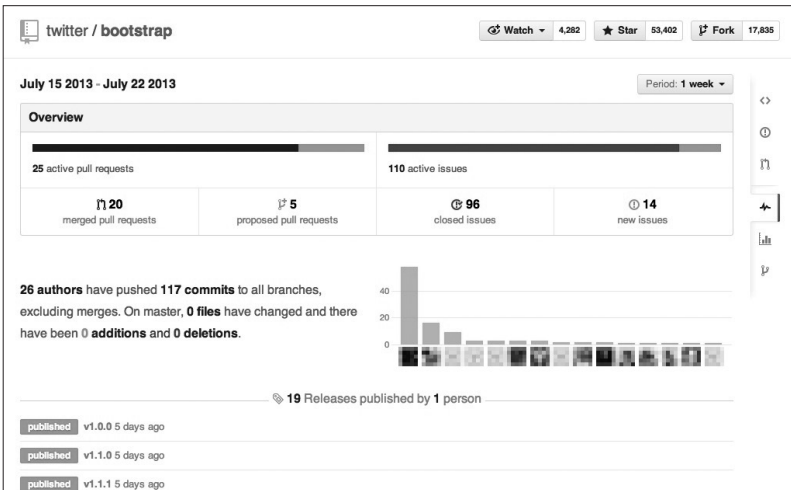 twitter / bootstrap
Watch 4,282 Star 53,402 Fork 17,835
July 15 2013 - July 22 2013
Period: 1 week
Overview
25 active pull requests
110 active issues
20
merged pull requests
5
proposed pull requests
96
closed issues
14
new issues
26 authors have pushed 117 commits to all branches,
excluding merges. On master, 0 files have changed and there
have been 0 additions and 0 deletions.
40
20
0
19 Releases published by 1 person
published v1.0.0 5 days ago
published v1.1.0 5 days ago
published v1.1.1 5 days ago